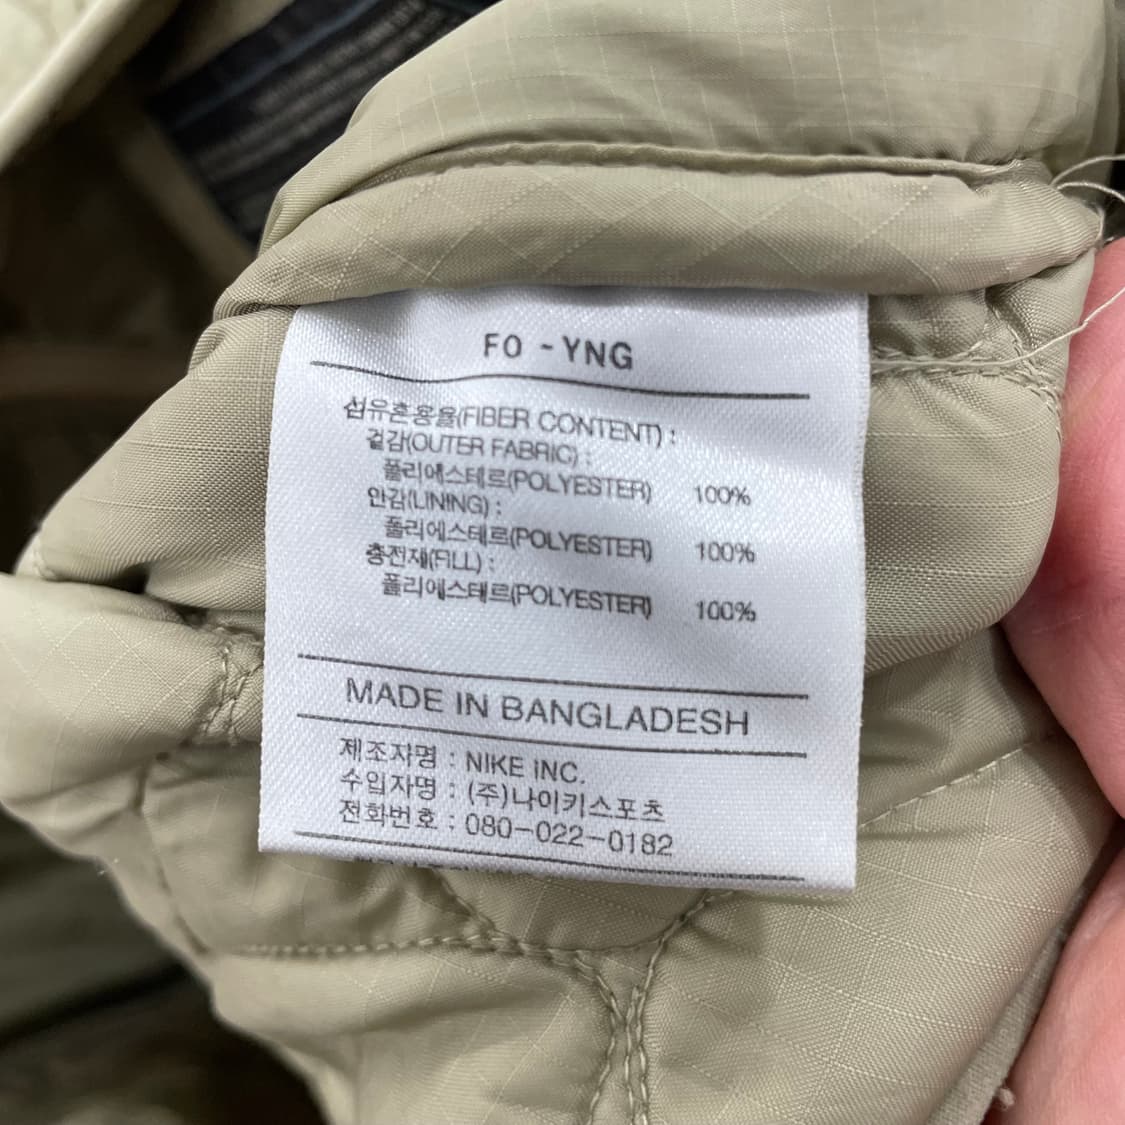 FO - YNG
섬유혼용율(FIBER CONTENT) :
겉감(OUTER FABRIC) :
폴리에스테르(POLYESTER) 100%
안감(LINING) :
폴리에스테르(POLYESTER) 100%
충전재(FILL) :
폴리에스테르(POLYESTER) 100%
MADE IN BANGLADESH
제조자명 : NIKE INC.
수입자명 : (주)나이키스포츠
전화번호 : 080-022-0182